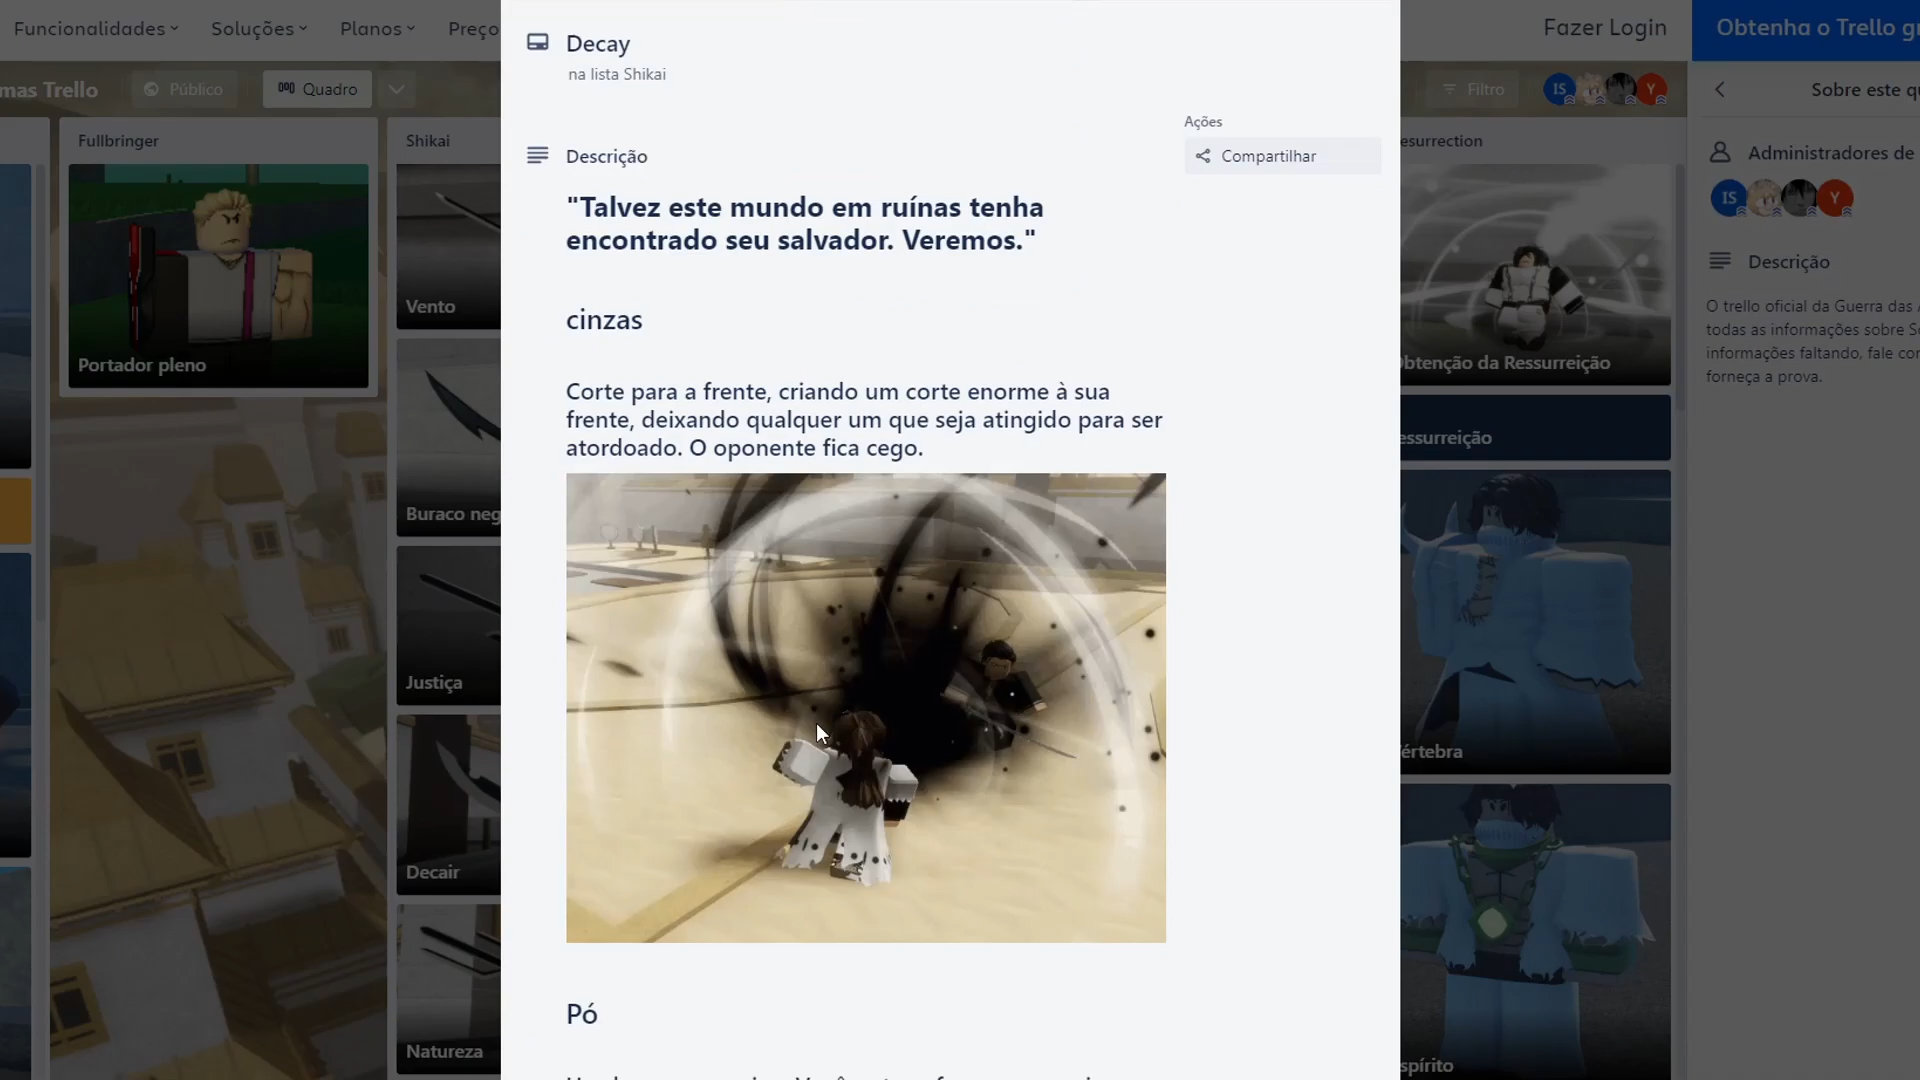 Funcionalidades
Soluções
Planos
Preço
Fazer Login
Obtenha o Trello
mas Trello
Público
Quadro
Filtro
IS
Y
Sobre este
Fullbringer
Portador pleno
Shikai
Vento
Buraco neg
Justiça
Decair
Natureza
Decay
na lista Shikai
Ações
Compartilhar
Descrição
"Talvez este mundo em ruínas tenha
encontrado seu salvador. Veremos."
cinzas
Corte para a frente, criando um corte enorme à sua
frente, deixando qualquer um que seja atingido para ser
atordoado. O oponente fica cego.
Pó
esurrection
Obtenção da Ressurreição
essurreição
értebra
spírito
Administradores de
IS
Y
Descrição
O trello oficial da Guerra das
todas as informações sobre
informações faltando, fale
forneça a prova.